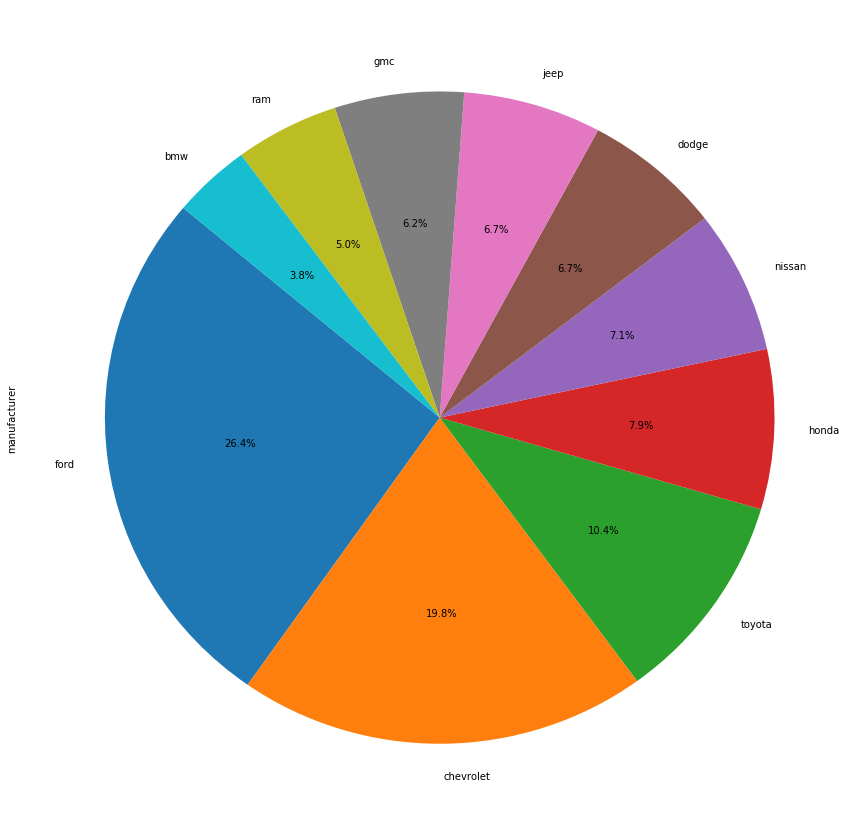 gmc
jeep
ram
dodge
bmw
nissan
6.2%
6.7%
5.0%
6.7%
3.8%
7.1%
manufacturer
honda
7.9%
26.4%
ford
10.4%
19.8%
toyota
chevrolet